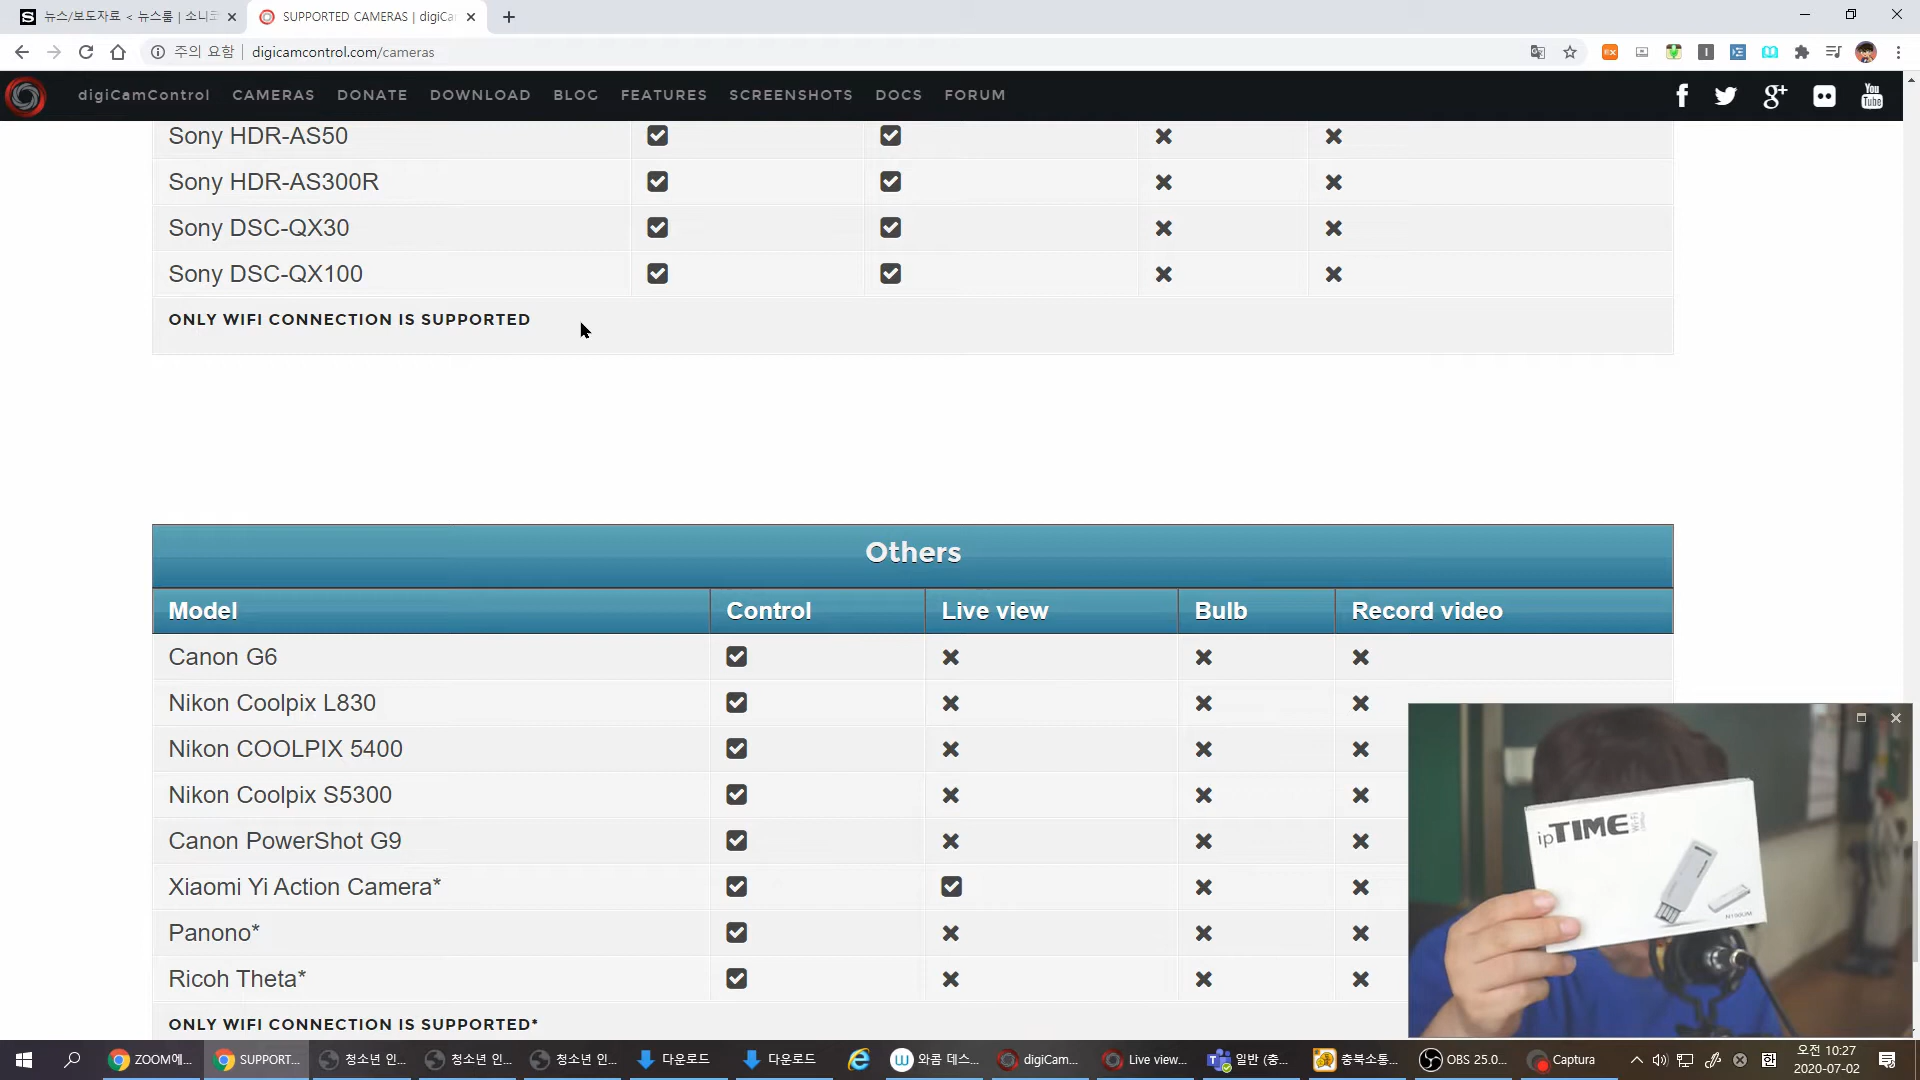 뉴스/보도자료 < 뉴스룸 | 소니코
SUPPORTED CAMERAS | digiCa
주의 요함
digicamcontrol.com/cameras
digiCamControl CAMERAS DONATE DOWNLOAD BLOG FEATURES SCREENSHOTS DOCS FORUM
You
Tube
Sony HDR-AS50
Sony HDR-AS300R
Sony DSC-QX30
Sony DSC-QX100
ONLY WIFI CONNECTION IS SUPPORTED
Others
Model Control Live view Bulb Record video
Canon G6
Nikon Coolpix L830
Nikon COOLPIX 5400
Nikon Coolpix S5300
Canon PowerShot G9
Xiaomi Yi Action Camera*
Panono*
Ricoh Theta*
ONLY WIFI CONNECTION IS SUPPORTED*
ipTIME
ZOOM에... SUPPORT... 청소년 인... 청소년 인... 청소년 인... 다운로드 다운로드 와콤 데스... digiCam... Live view... 일반 (충... 충북소통... OBS 25.0... Captura
오전 10:27
2020-07-02